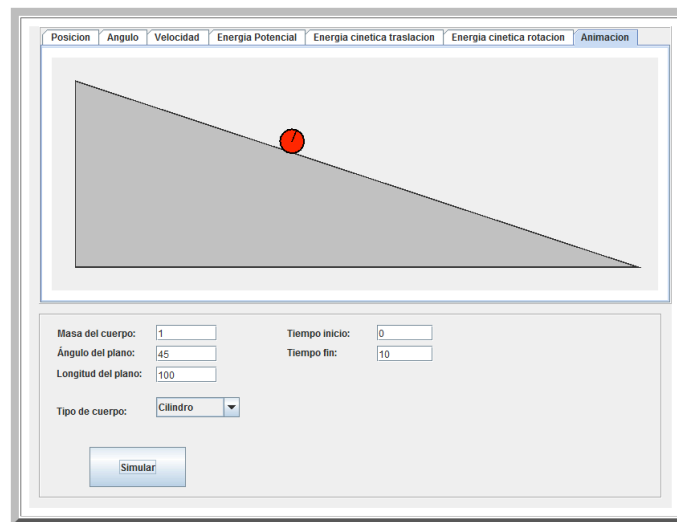 Posicion Angulo Velocidad Energia Potencial Energia cinetica traslacion Energia cinetica rotacion Animacion
Masa del cuerpo: 1 Tiempo inicio: 0
Ángulo del plano: 45 Tiempo fin: 10
Longitud del plano: 100
Tipo de cuerpo: Cilindro
Simular